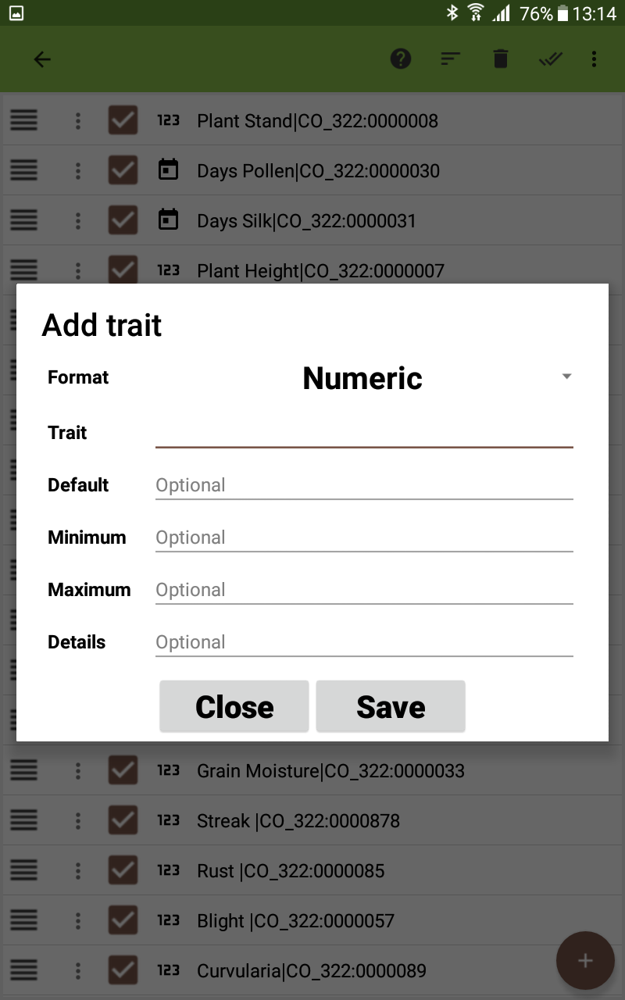 76% 13:14
123 Plant Stand|CO_322:0000008
Days Pollen|CO_322:0000030
Days Silk|CO_322:0000031
123 Plant Height|CO_322:0000007
Add trait
Format Numeric
Trait
Default Optional
Minimum Optional
Maximum Optional
Details Optional
Close Save
123 Grain Moisture|CO_322:0000033
123 Streak |CO_322:0000878
123 Rust |CO_322:0000085
123 Blight |CO_322:0000057
123 Curvularia|CO_322:0000089